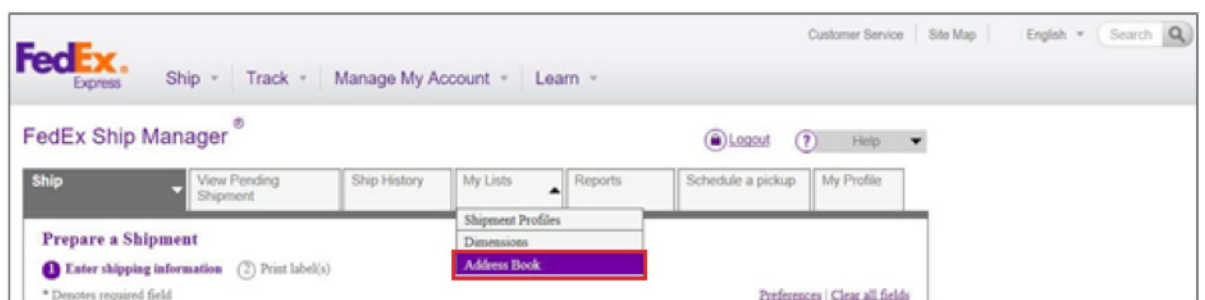 Customer Service Site Map English Search
FedEx®
Express
Ship Track Manage My Account Learn
FedEx Ship Manager ®
Logout ? Help
Ship View Pending Shipment Ship History My Lists Reports Schedule a pickup My Profile
Shipment Profiles
Prepare a Shipment
Dimensions
1 Enter shipping information 2 Print label(s)
Address Book
* Denotes required field
Preferences | Clear all fields